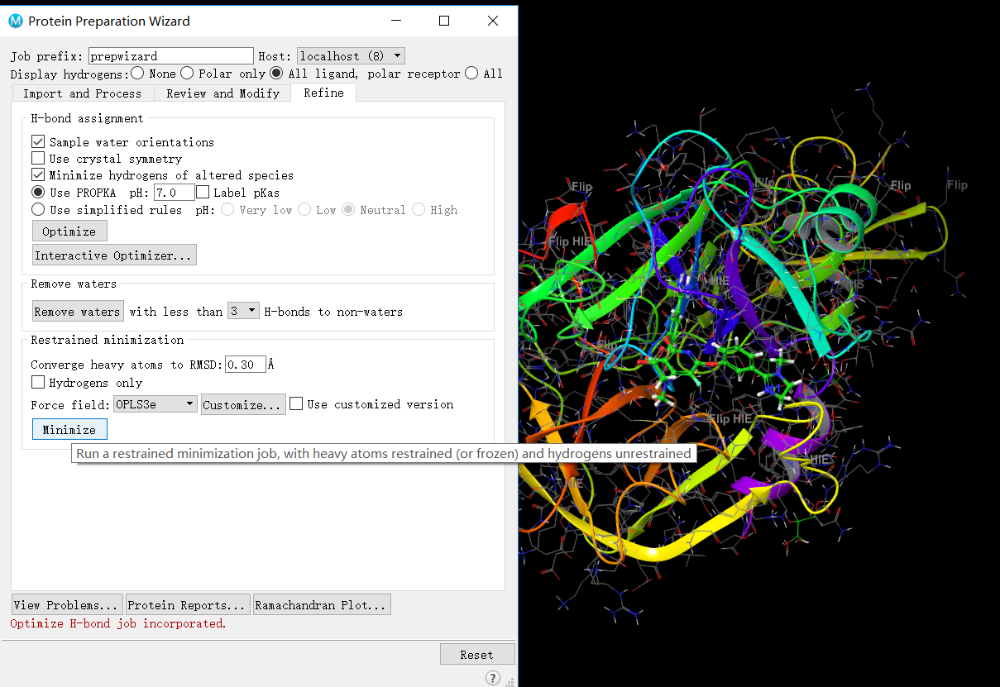 Protein Preparation Wizard
Job prefix: prepwizard Host: localhost (8)
Display hydrogens: None Polar only All ligand, polar receptor All
Import and Process Review and Modify Refine
H-bond assignment
Sample water orientations
Use crystal symmetry
Minimize hydrogens of altered species
Use PROPKA pH: 7.0 Label pKas
Use simplified rules pH: Very low Low Neutral High
Optimize
Interactive Optimizer...
Remove waters
Remove waters with less than 3 H-bonds to non-waters
Restrained minimization
Converge heavy atoms to RMSD: 0.30 Å
Hydrogens only
Force field: OPLS3e Customize... Use customized version
Minimize
Run a restrained minimization job, with heavy atoms restrained (or frozen) and hydrogens unrestrained
View Problems... Protein Reports... Ramachandran Plot...
Optimize H-bond job incorporated.
Reset
?
Flip
Flip
Flip
Flip
Flip HIE
HIE
Flip
Flip HIE
HIE
HIE